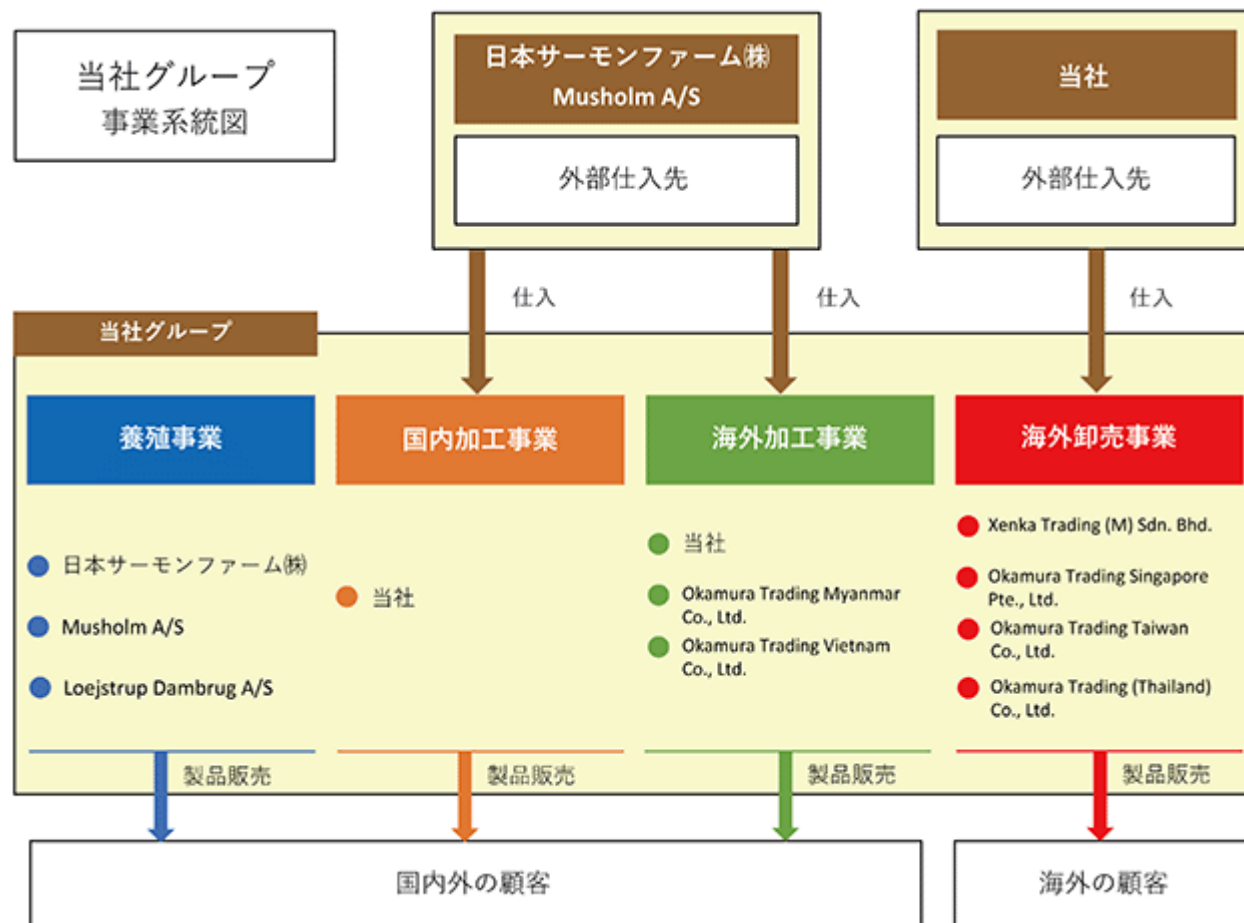 当社グループ
事業系統図
日本サーモンファーム㈱
Musholm A/S
外部仕入先
当社
外部仕入先
仕入
仕入
仕入
当社グループ
養殖事業
日本サーモンファーム㈱
Musholm A/S
Loejstrup Dambrug A/S
製品販売
国内加工事業
当社
製品販売
海外加工事業
当社
Okamura Trading Myanmar
Co., Ltd.
Okamura Trading Vietnam
Co., Ltd.
製品販売
海外卸売事業
Xenka Trading (M) Sdn. Bhd.
Okamura Trading Singapore
Pte., Ltd.
Okamura Trading Taiwan
Co., Ltd.
Okamura Trading (Thailand)
Co., Ltd.
製品販売
国内外の顧客
海外の顧客